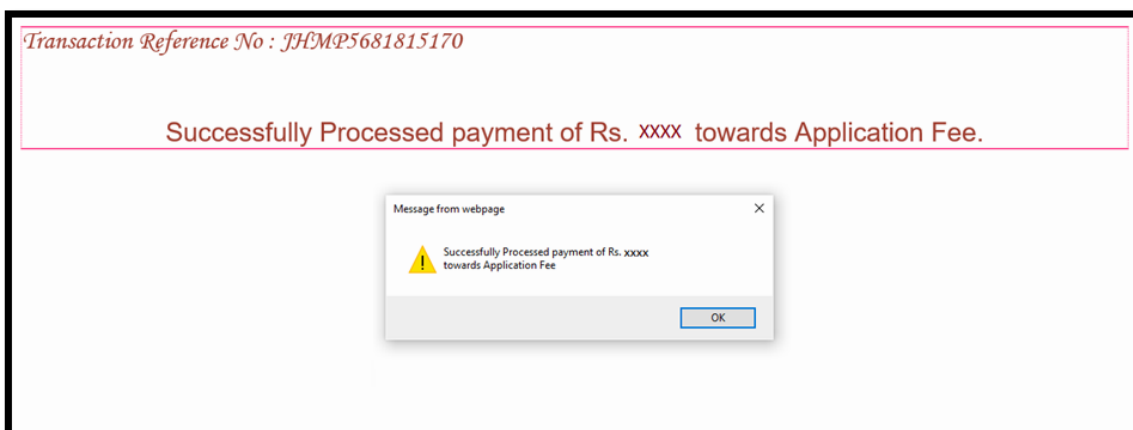 Transaction Reference No : JHMP5681815170
Successfully Processed payment of Rs. xxxx towards Application Fee.
Message from webpage
Successfully Processed payment of Rs. xxxx
towards Application Fee
OK